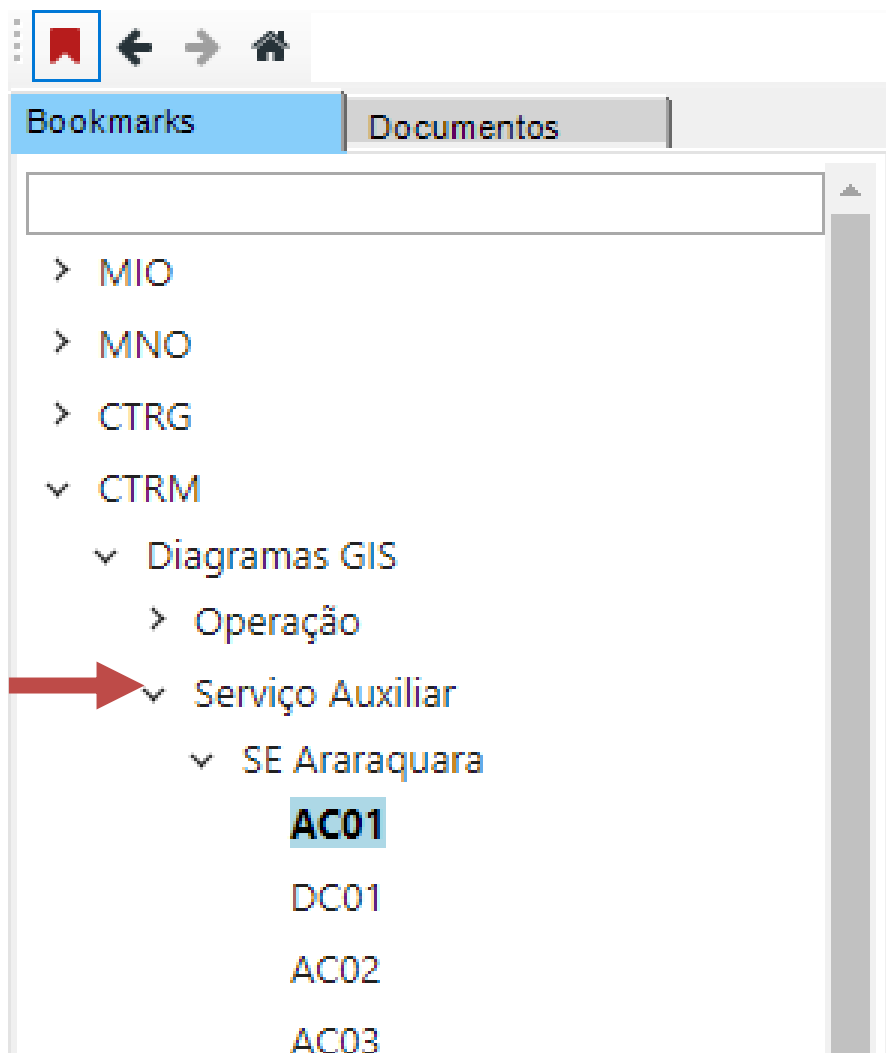 Bookmarks Documentos
MIO
MNO
CTRG
CTRM
Diagramas GIS
Operação
Serviço Auxiliar
SE Araraquara
AC01
DC01
AC02
AC03